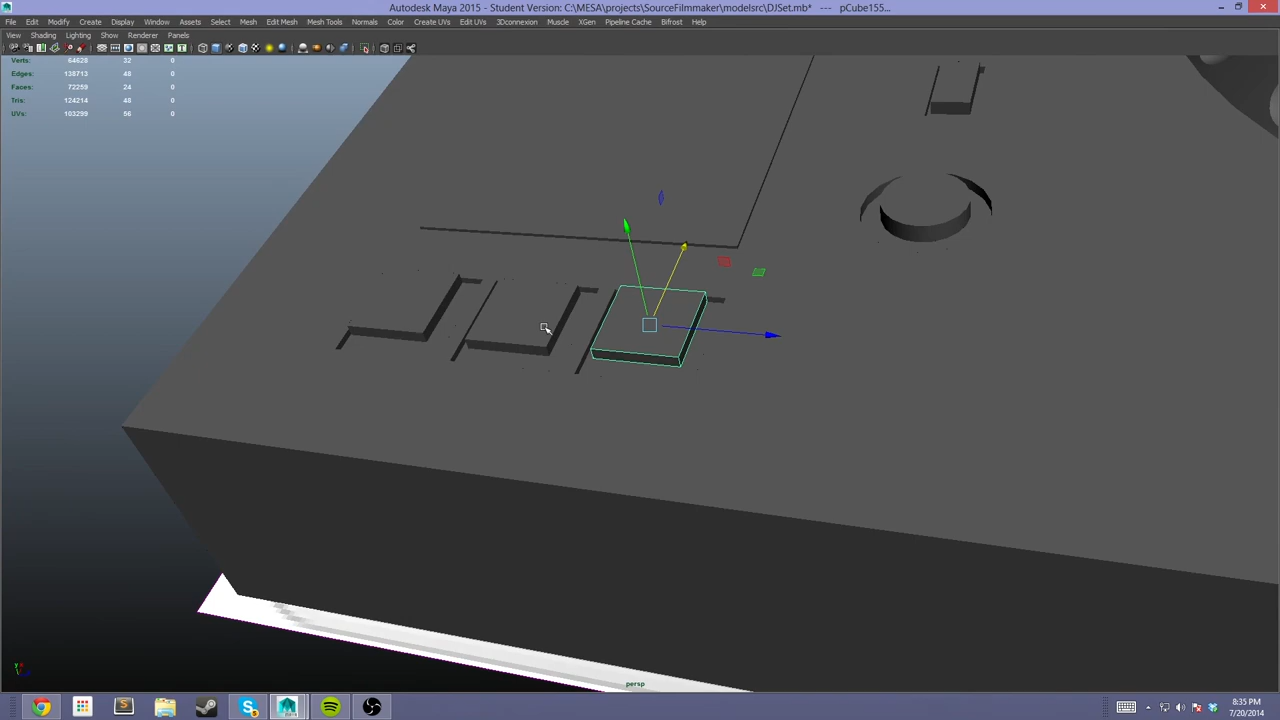 Autodesk Maya 2015 - Student Version: C:\MESA\projects\SourceFilmmaker\modelsrc\DJSet.mb* --- pCube155...
File Edit Modify Create Display Window Assets Select Mesh Edit Mesh Mesh Tools Normals Color Create UVs Edit UVs 3Dconnexion Muscle XGen Pipeline Cache Bifrost Help
View Shading Lighting Show Renderer Panels
Verts: 64628 32 0
Edges: 138713 48 0
Faces: 72259 24 0
Tris: 124214 48 0
UVs: 103299 56 0
persp
8:35 PM
7/20/2014